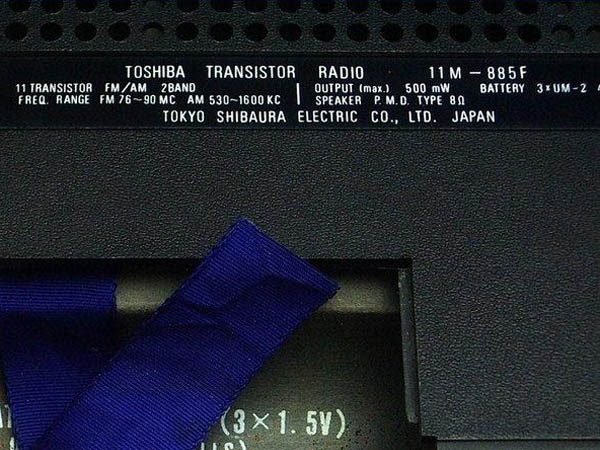 TOSHIBA TRANSISTOR RADIO 11M-885F
11 TRANSISTOR FM/AM 2BAND
FREQ. RANGE FM 76~90 MC AM 530~1600 KC
OUTPUT (max.) 500 mW BATTERY 3×UM-2
SPEAKER P.M.D. TYPE 8Ω
TOKYO SHIBAURA ELECTRIC CO., LTD. JAPAN
(3×1.5V)